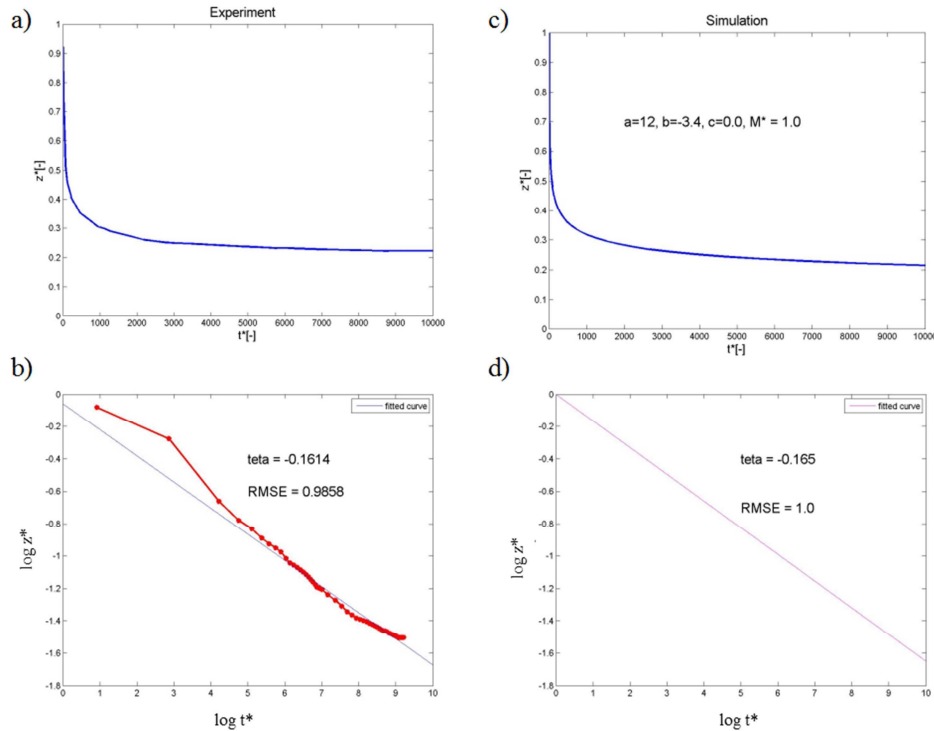 a)
Experiment
1
0.9
0.8
0.7
0.6
0.5
0.4
0.3
0.2
0.1
0
z*[-]
0 1000 2000 3000 4000 5000 6000 7000 8000 9000 10000
t*[-]
c)
Simulation
1
0.9
0.8
0.7
0.6
0.5
0.4
0.3
0.2
0.1
0
z*[-]
a=12, b=-3.4, c=0.0, M* = 1.0
0 1000 2000 3000 4000 5000 6000 7000 8000 9000 10000
t*[-]
b)
0
-0.2
-0.4
-0.6
-0.8
-1
-1.2
-1.4
-1.6
-1.8
log z*
fitted curve
teta = -0.1614
RMSE = 0.9858
0 1 2 3 4 5 6 7 8 9 10
log t*
d)
0
-0.2
-0.4
-0.6
-0.8
-1
-1.2
-1.4
-1.6
-1.8
log z*
fitted curve
teta = -0.165
RMSE = 1.0
0 1 2 3 4 5 6 7 8 9 10
log t*